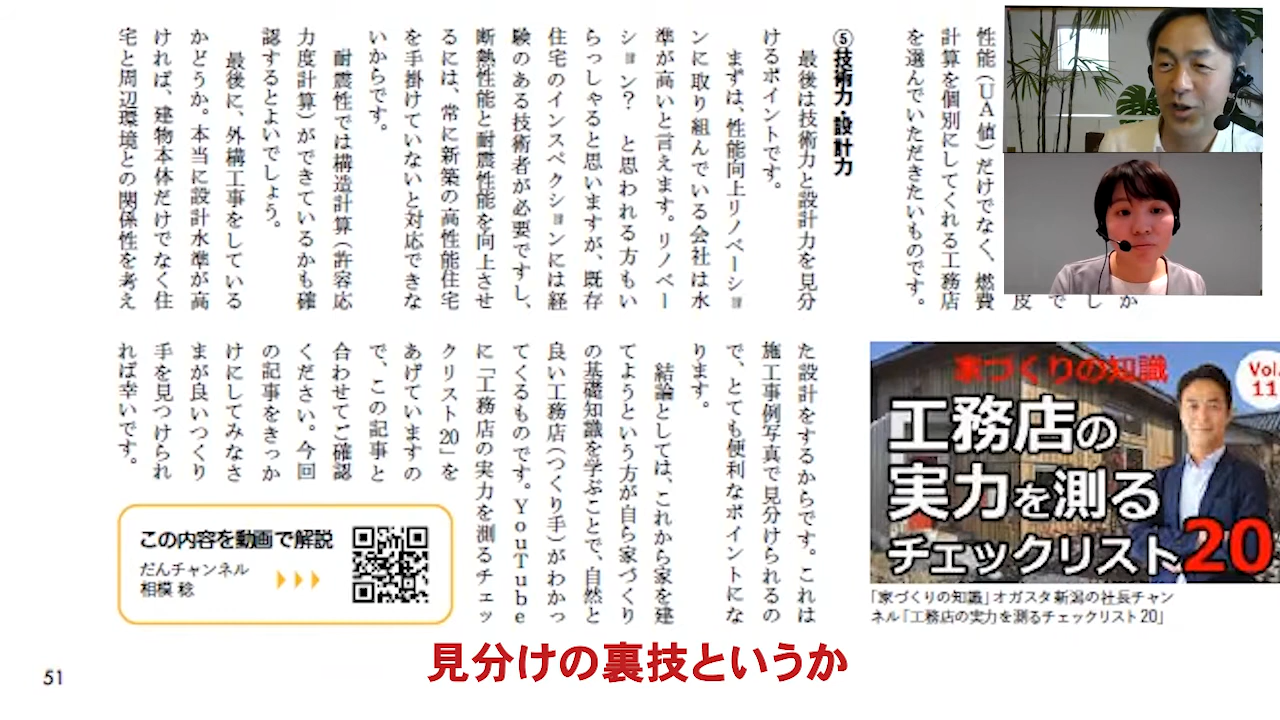 か
し
で
性能（UA値）だけでなく、燃費
計算を個別にしてくれる工務店
を選んでいただきたいものです。
⑤技術力・設計力
最後は技術力と設計力を見分
けるポイントです。
まずは、性能向上リノベーショ
ンに取り組んでいる会社は水
準が高いと言えます。リノベー
ション？　と思われる方もい
らっしゃると思いますが、既存
住宅のインスペクションには経
験のある技術者が必要ですし、
断熱性能と耐震性能を向上させ
るには、常に新築の高性能住宅
を手掛けていないと対応できな
いからです。
耐震性では構造計算（許容応
力度計算）ができているかも確
認するとよいでしょう。
最後に、外構工事をしている
かどうか。本当に設計水準が高
ければ、建物本体だけでなく住
宅と周辺環境との関係性を考え
家づくりの知識
Vol.
11
工務店の
実力を測る
チェックリスト20
「家づくりの知識」オガスタ新潟の社長チャン
ネル「工務店の実力を測るチェックリスト20」
た設計をするからです。これは
施工事例写真で見分けられるの
で、とても便利なポイントにな
ります。
結論としては、これから家を建
てようという方が自ら家づくり
の基礎知識を学ぶことで、自然と
良い工務店（つくり手）がわかっ
てくるものです。YouTube
に「工務店の実力を測るチェッ
クリスト20」を
あげていますの
で、この記事と
合わせてご確認
ください。今回
の記事をきっか
けにしてみなさ
まが良いつくり
手を見つけられ
れば幸いです。
この内容を動画で解説
だんチャンネル
相模 稔
51
見分けの裏技というか